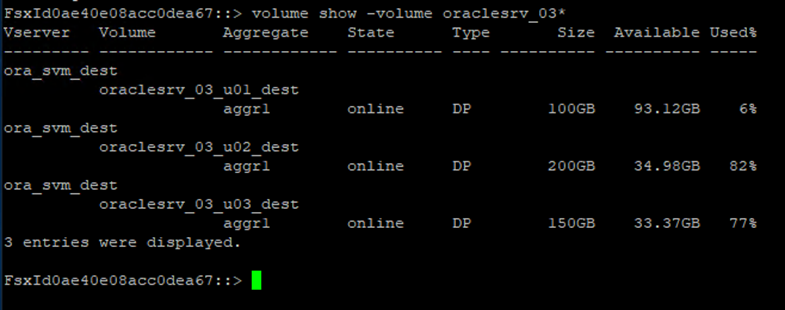 FsxId0ae40e08acc0dea67::> volume show -volume oraclesrv_03*
Vserver   Volume       Aggregate    State      Type       Size  Available Used%
--------- ------------ ------------ ---------- ---- ---------- ---------- -----
ora_svm_dest
          oraclesrv_03_u01_dest
                       aggr1        online     DP        100GB    93.12GB    6%
ora_svm_dest
          oraclesrv_03_u02_dest
                       aggr1        online     DP        200GB    34.98GB   82%
ora_svm_dest
          oraclesrv_03_u03_dest
                       aggr1        online     DP        150GB    33.37GB   77%
3 entries were displayed.
FsxId0ae40e08acc0dea67::>